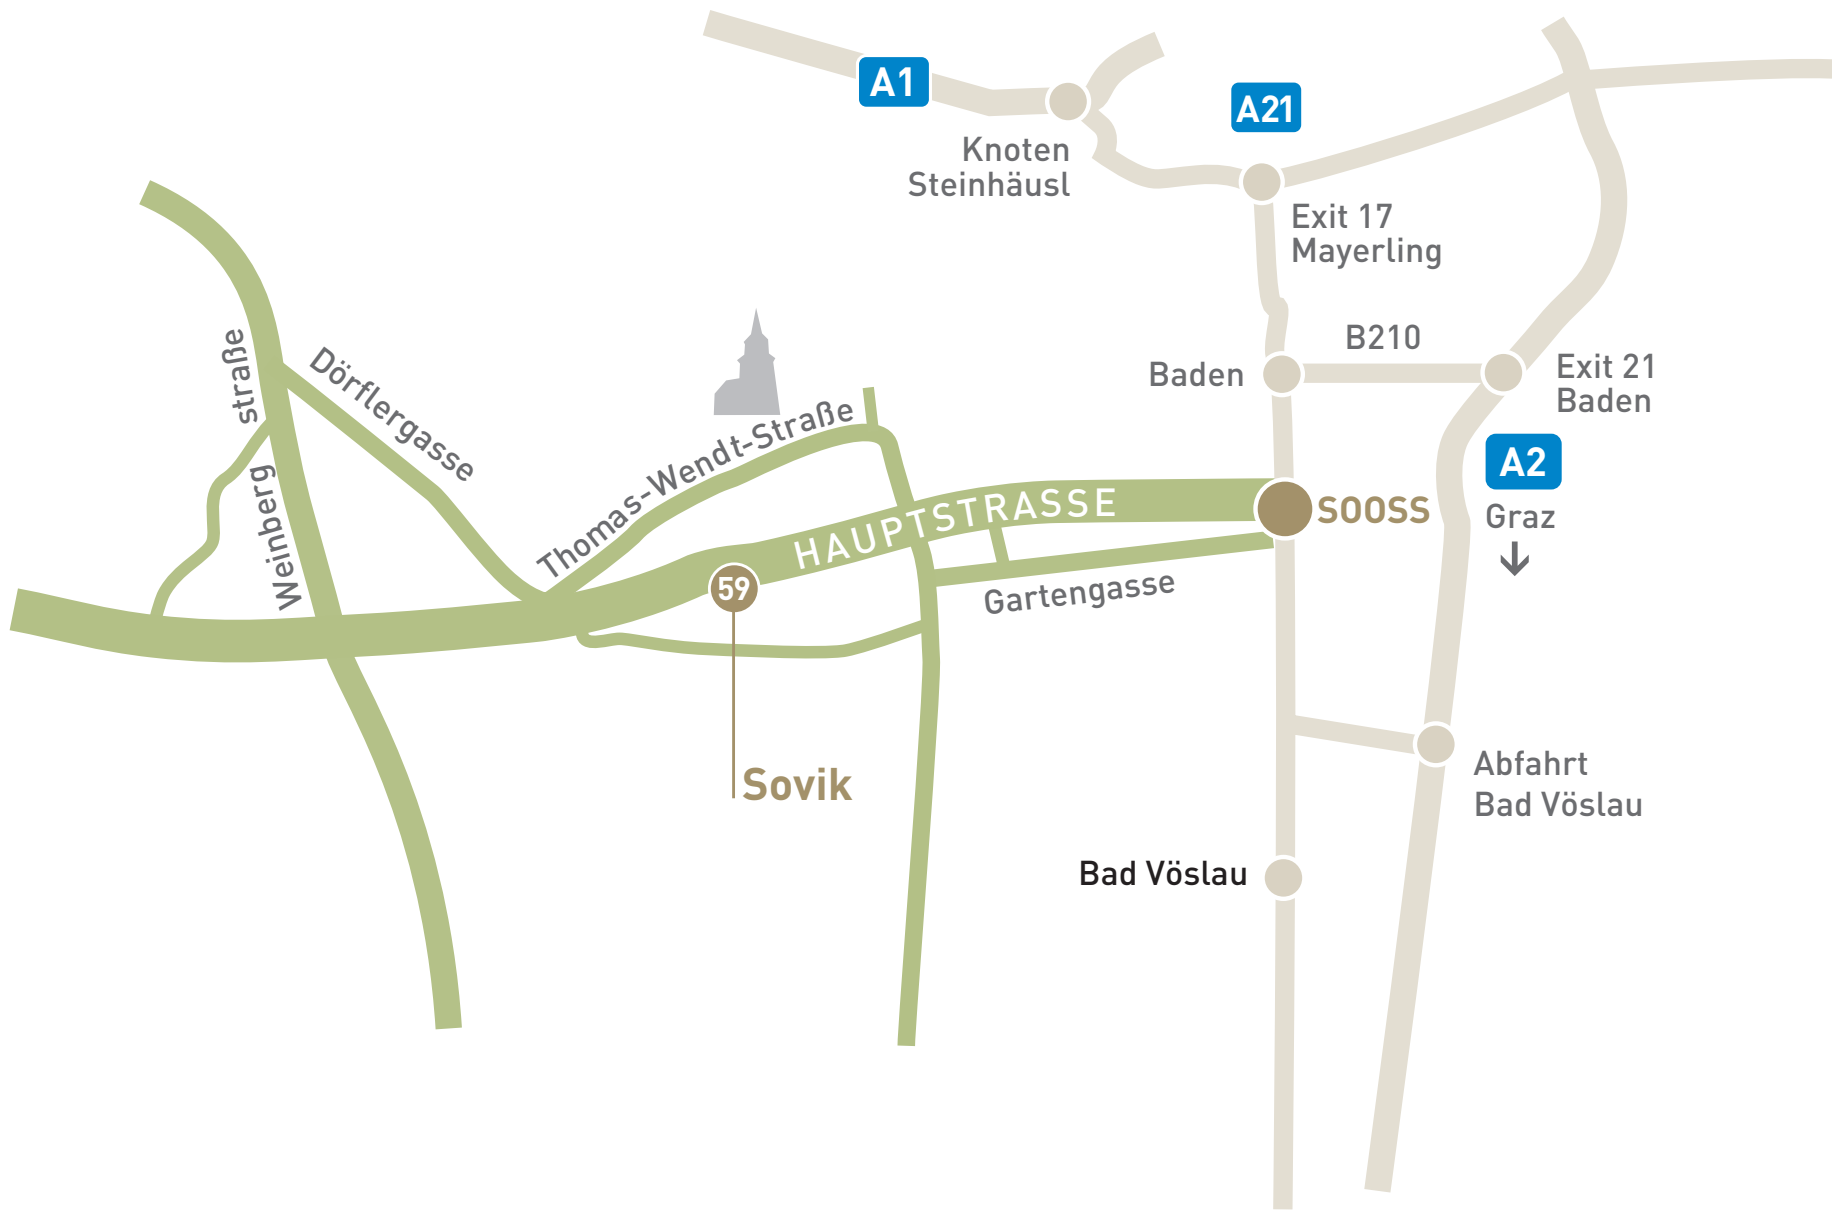 A1
A21
Knoten
Steinhäusl
Exit 17
Mayerling
B210
Baden
Exit 21
Baden
A2
Graz
SOOSS
Weinberg
straße
Dörflergasse
Thomas-Wendt-Straße
HAUPTSTRASSE
Gartengasse
59
Sovik
Abfahrt
Bad Vöslau
Bad Vöslau